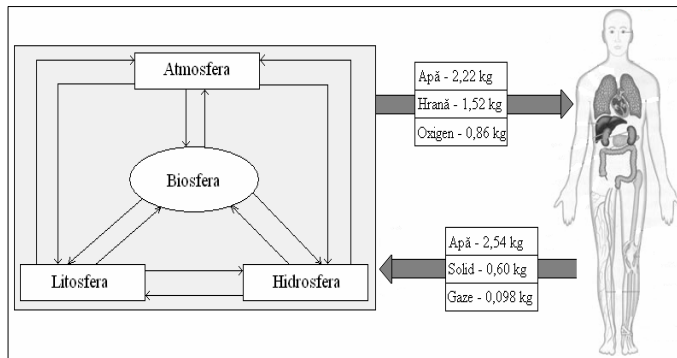 Atmosfera
Biosfera
Litosfera
Hidrosfera
Apă - 2,22 kg
Hrană - 1,52 kg
Oxigen - 0,86 kg
Apă - 2,54 kg
Solid - 0,60 kg
Gaze - 0,098 kg